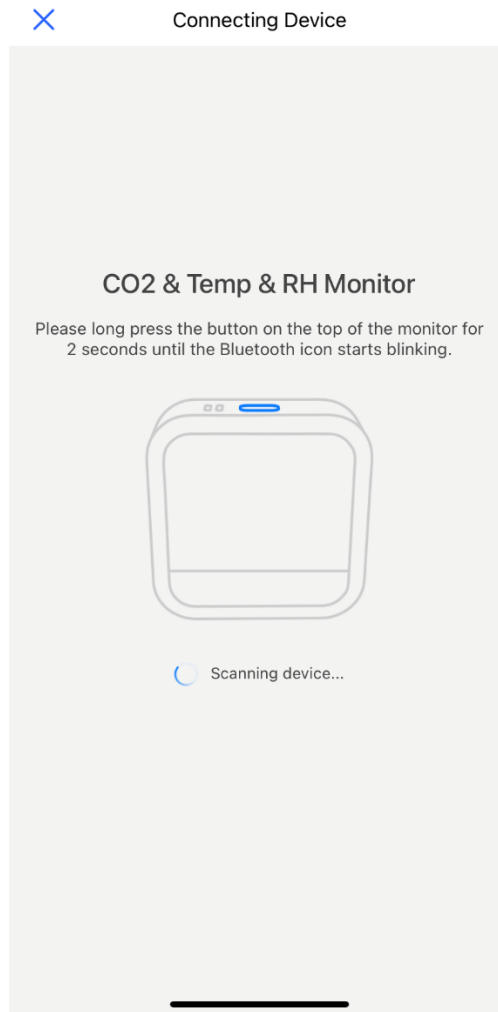 Connecting Device
CO2 & Temp & RH Monitor
Please long press the button on the top of the monitor for
2 seconds until the Bluetooth icon starts blinking.
Scanning device...